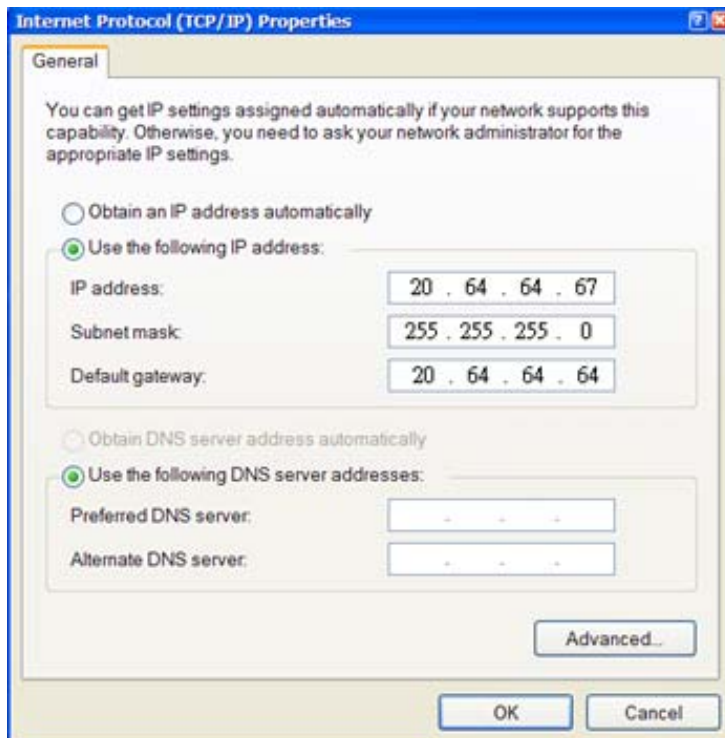 Internet Protocol (TCP/IP) Properties
General
You can get IP settings assigned automatically if your network supports this
capability. Otherwise, you need to ask your network administrator for the
appropriate IP settings.
Obtain an IP address automatically
Use the following IP address:
IP address: 20 . 64 . 64 . 67
Subnet mask: 255 . 255 . 255 . 0
Default gateway: 20 . 64 . 64 . 64
Obtain DNS server address automatically
Use the following DNS server addresses:
Preferred DNS server: . . .
Alternate DNS server: . . .
Advanced...
OK Cancel